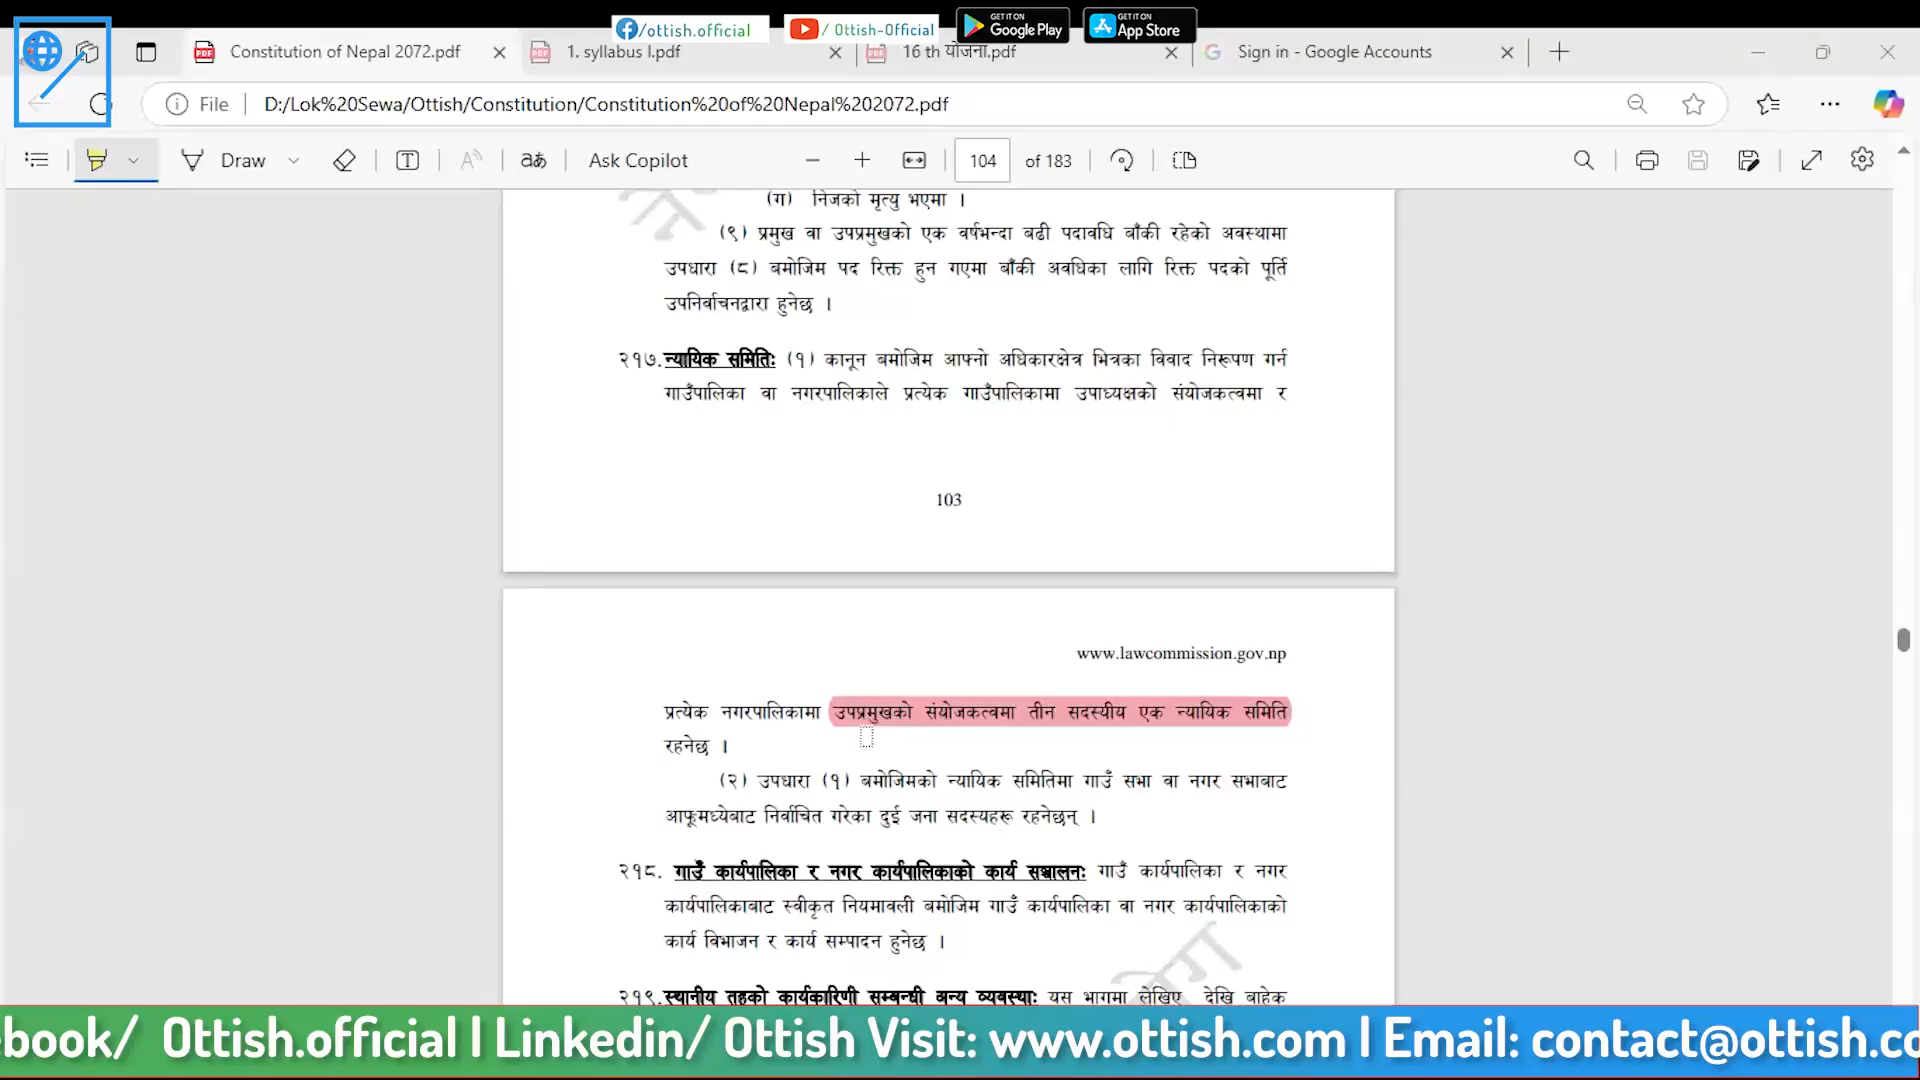 /ottish.official
/ Ottish-Official
GET IT ON Google Play
GET IT ON App Store
Constitution of Nepal 2072.pdf
1. syllabus I.pdf
16 th योजना.pdf
Sign in - Google Accounts
File
D:/Lok%20Sewa/Ottish/Constitution/Constitution%20of%20Nepal%202072.pdf
Draw
Ask Copilot
104 of 183
(ग) निजको मृत्यु भएमा ।
(९) प्रमुख वा उपप्रमुखको एक वर्षभन्दा बढी पदावधि बाँकी रहेको अवस्थामा
उपधारा (८) बमोजिम पद रिक्त हुन गएमा बाँकी अवधिका लागि रिक्त पदको पूर्ति
उपनिर्वाचनद्वारा हुनेछ ।
२१७. न्यायिक समितिः (१) कानून बमोजिम आफ्नो अधिकारक्षेत्र भित्रका विवाद निरूपण गर्न
गाउँपालिका वा नगरपालिकाले प्रत्येक गाउँपालिकामा उपाध्यक्षको संयोजकत्वमा र
103
www.lawcommission.gov.np
प्रत्येक नगरपालिकामा उपप्रमुखको संयोजकत्वमा तीन सदस्यीय एक न्यायिक समिति
रहनेछ ।
(२) उपधारा (१) बमोजिमको न्यायिक समितिमा गाउँ सभा वा नगर सभाबाट
आफूमध्येबाट निर्वाचित गरेका दुई जना सदस्यहरू रहनेछन् ।
२१८. गाउँ कार्यपालिका र नगर कार्यपालिकाको कार्य सञ्चालनः गाउँ कार्यपालिका र नगर
कार्यपालिकाबाट स्वीकृत नियमावली बमोजिम गाउँ कार्यपालिका वा नगर कार्यपालिकाको
कार्य विभाजन र कार्य सम्पादन हुनेछ ।
२१९. स्थानीय तहको कार्यकारिणी सम्बन्धी अन्य व्यवस्थाः यस भागमा लेखिए देखि बाहेक
ebook/ Ottish.official | Linkedin/ Ottish Visit: www.ottish.com | Email: contact@ottish.co